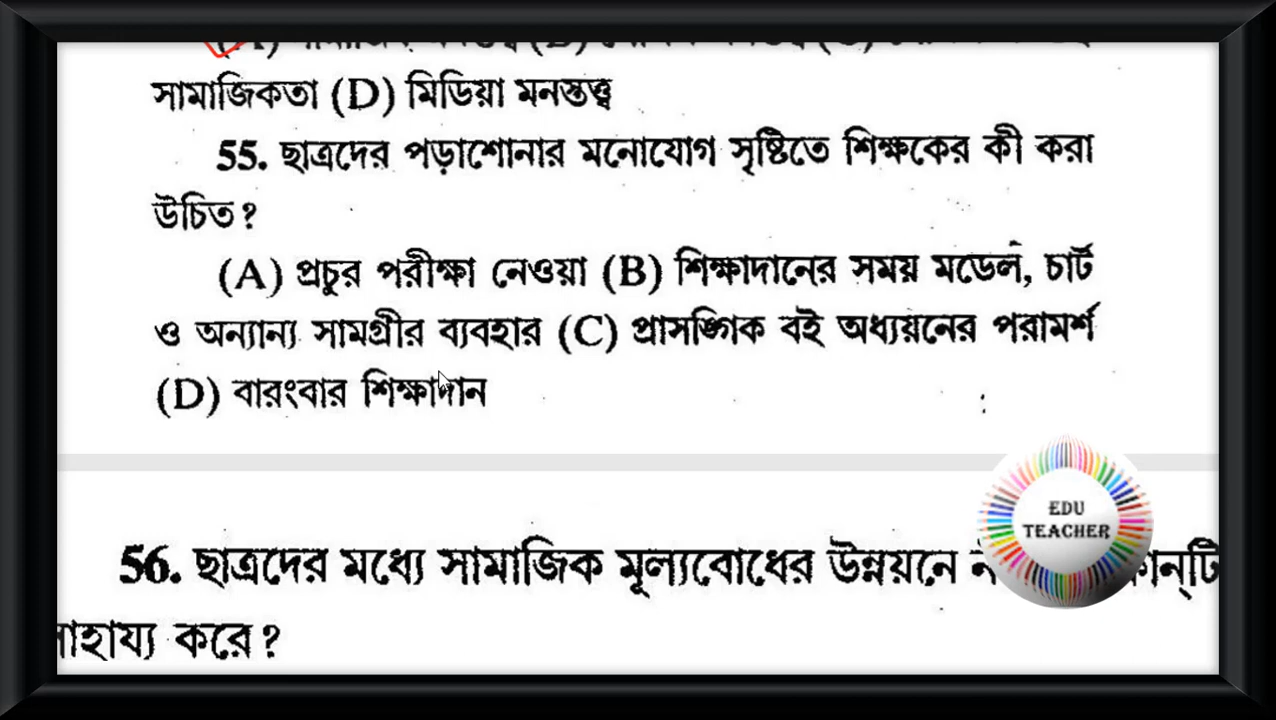 সামাজিকতা (D) মিডিয়া মনস্তত্ত্ব
55. ছাত্রদের পড়াশোনার মনোযোগ সৃষ্টিতে শিক্ষকের কী করা
উচিত?
(A) প্রচুর পরীক্ষা নেওয়া (B) শিক্ষাদানের সময় মডেল, চার্ট
ও অন্যান্য সামগ্রীর ব্যবহার (C) প্রাসঙ্গিক বই অধ্যয়নের পরামর্শ
(D) বারংবার শিক্ষাদান
EDU
TEACHER
56. ছাত্রদের মধ্যে সামাজিক মূল্যবোধের উন্নয়নে
করে?